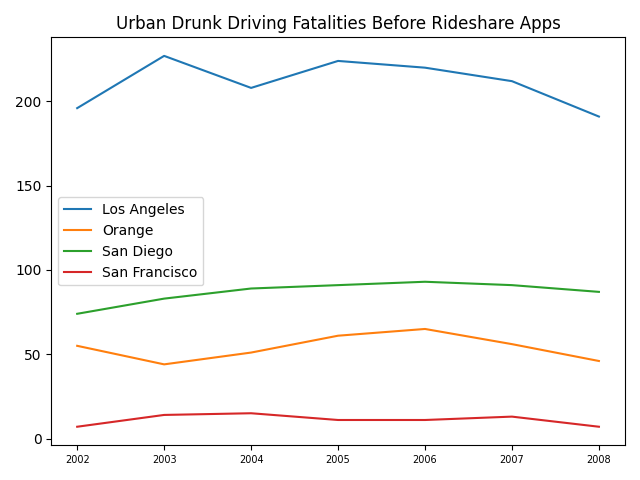 Urban Drunk Driving Fatalities Before Rideshare Apps
200
150
100
50
0
Los Angeles
Orange
San Diego
San Francisco
2002 2003 2004 2005 2006 2007 2008